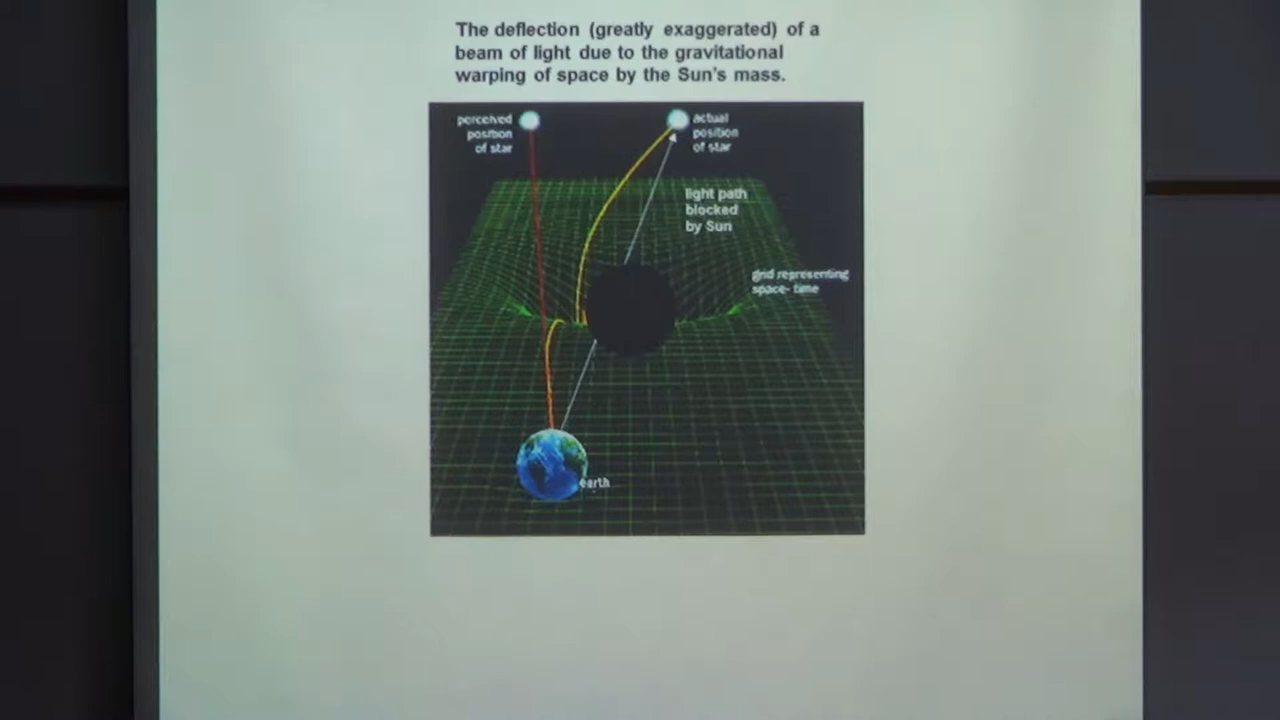 The deflection (greatly exaggerated) of a
beam of light due to the gravitational
warping of space by the Sun's mass.
perceived
position
of star
actual
position
of star
light path
blocked
by Sun
grid representing
space- time
earth